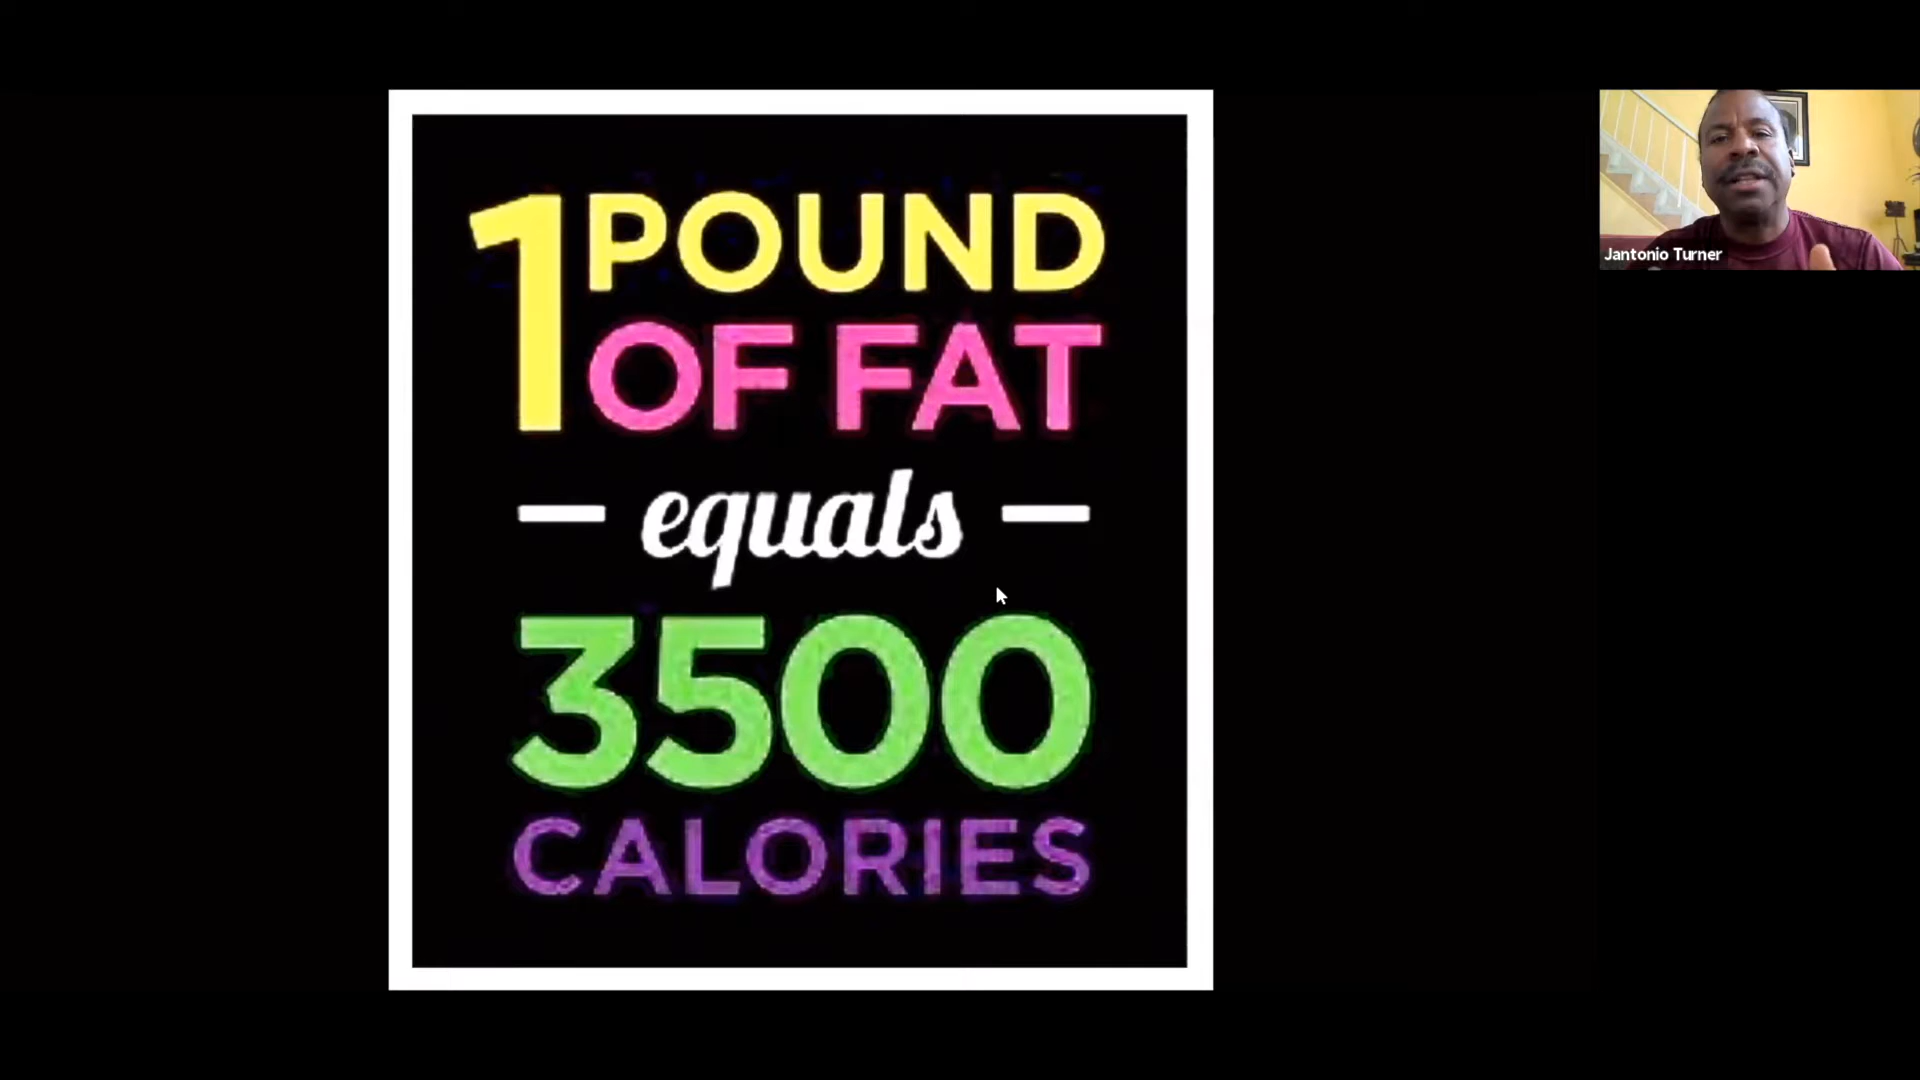 1 POUND
OF FAT
— equals —
3500
CALORIES
Jantonio Turner